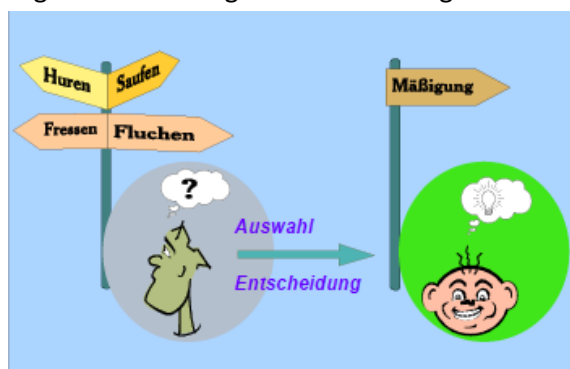 Huren
Saufen
Fressen
Fluchen
Mäßigung
?
Auswahl
Entscheidung